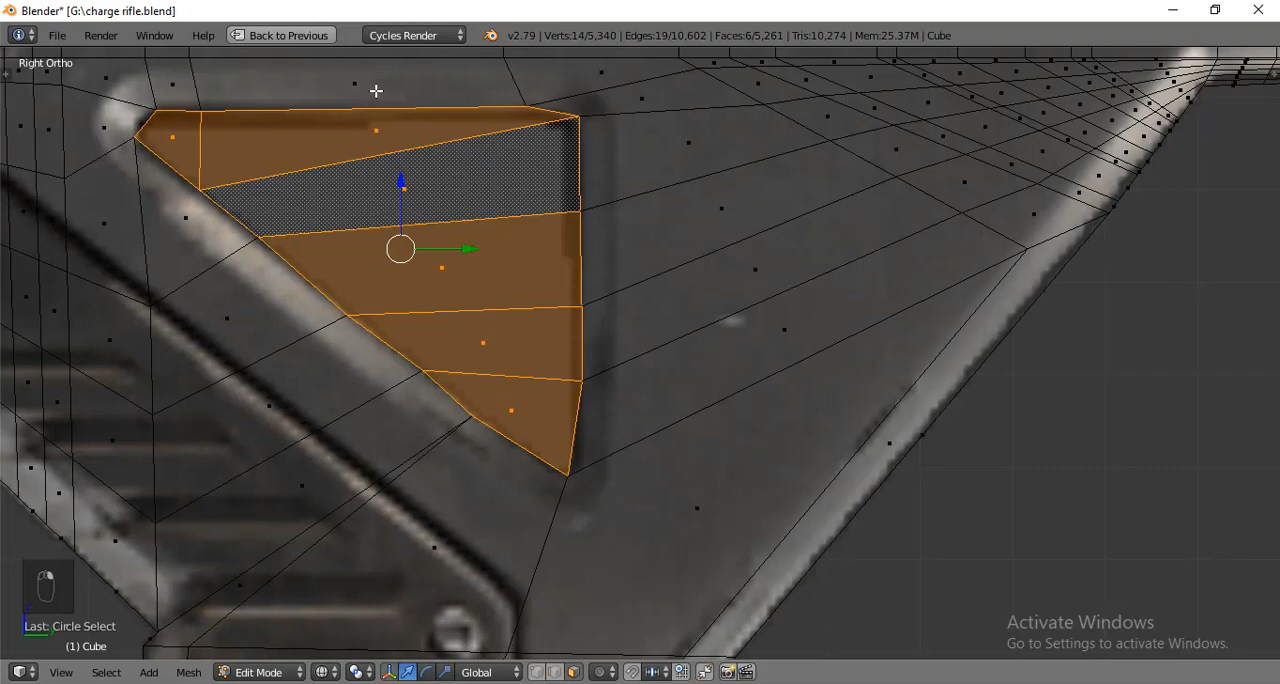 Blender* [G:\charge rifle.blend]
File Render Window Help Back to Previous Cycles Render v2.79 | Verts:14/5,340 | Edges:19/10,602 | Faces:6/5,261 | Tris:10,274 | Mem:25.37M | Cube
Right Ortho
Last: Circle Select
(1) Cube
Activate Windows
Go to Settings to activate Windows.
View Select Add Mesh Edit Mode Global